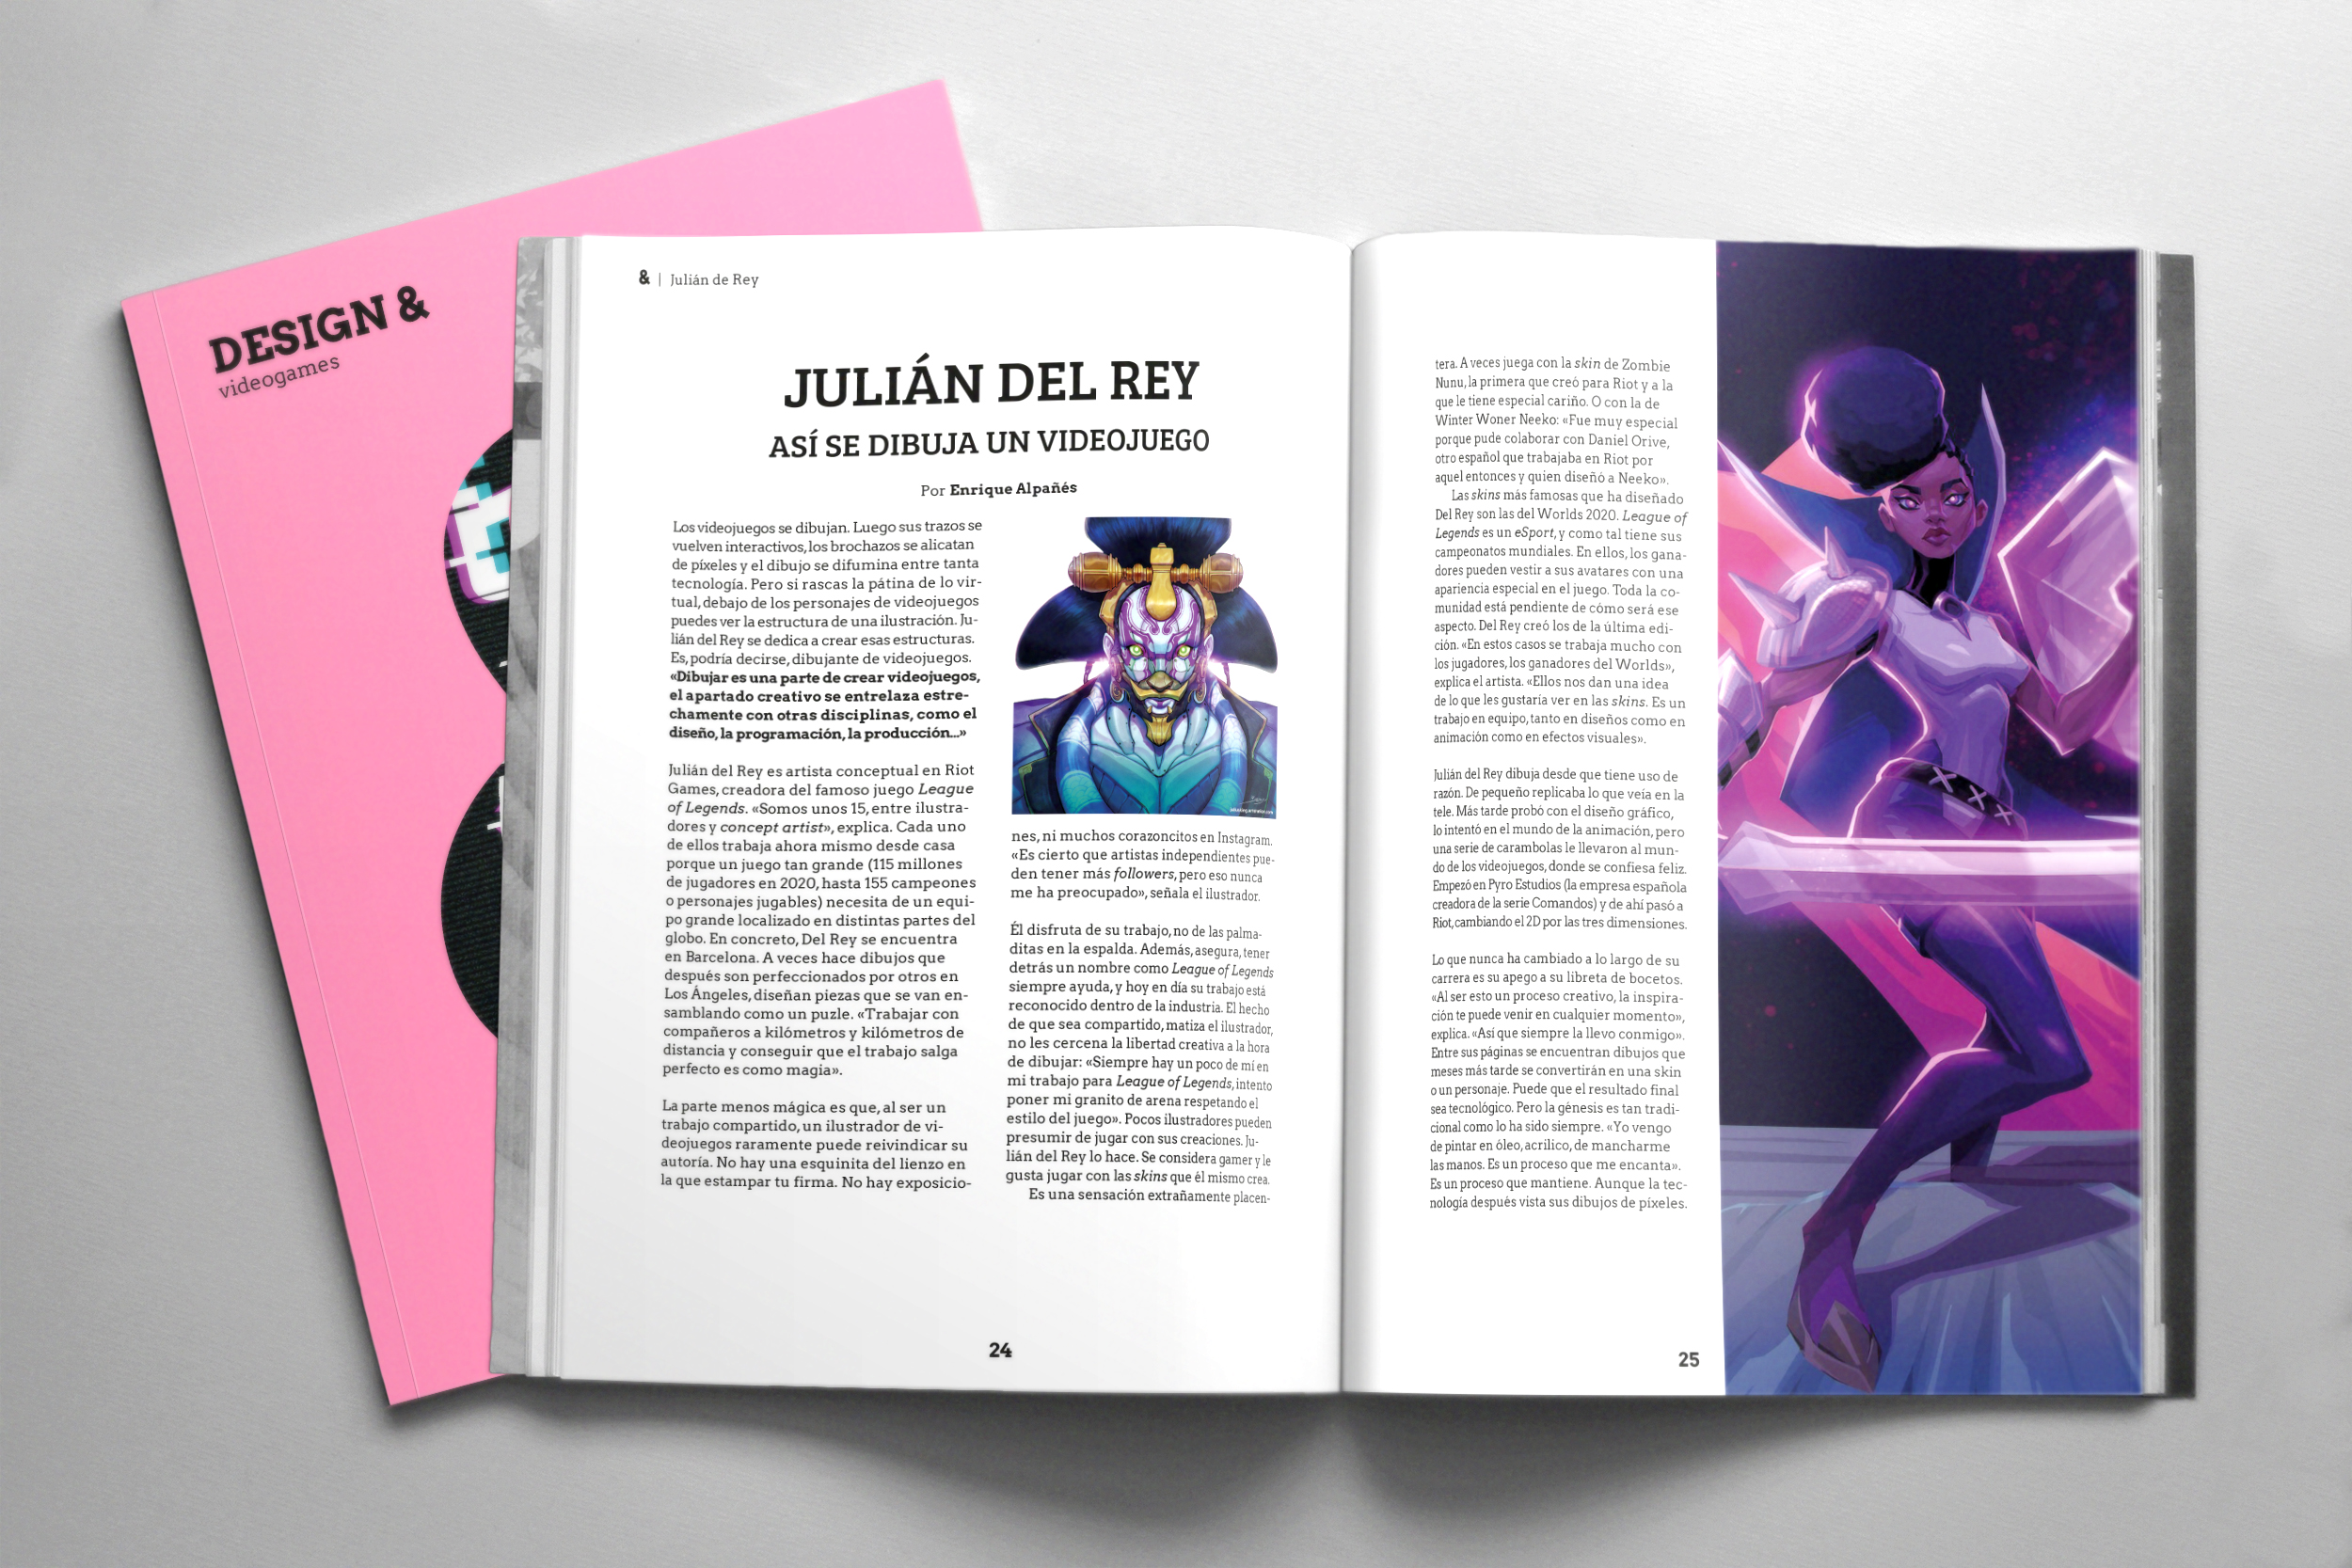 DESIGN &
videogames
& | Julián de Rey
JULIÁN DEL REY
ASÍ SE DIBUJA UN VIDEOJUEGO
Por Enrique Alpañés
Los videojuegos se dibujan. Luego sus trazos se
vuelven interactivos, los brochazos se alicatan
de píxeles y el dibujo se difumina entre tanta
tecnología. Pero si rascas la pátina de lo vir-
tual, debajo de los personajes de videojuegos
puedes ver la estructura de una ilustración. Ju-
lián del Rey se dedica a crear esas estructuras.
Es, podría decirse, dibujante de videojuegos.
«Dibujar es una parte de crear videojuegos,
el apartado creativo se entrelaza estre-
chamente con otras disciplinas, como el
diseño, la programación, la producción...»
Julián del Rey es artista conceptual en Riot
Games, creadora del famoso juego League
of Legends. «Somos unos 15, entre ilustra-
dores y concept artist», explica. Cada uno
de ellos trabaja ahora mismo desde casa
porque un juego tan grande (115 millones
de jugadores en 2020, hasta 155 campeones
o personajes jugables) necesita de un equi-
po grande localizado en distintas partes del
globo. En concreto, Del Rey se encuentra
en Barcelona. A veces hace dibujos que
después son perfeccionados por otros en
Los Ángeles, diseñan piezas que se van en-
samblando como un puzle. «Trabajar con
compañeros a kilómetros y kilómetros de
distancia y conseguir que el trabajo salga
perfecto es como magia».
La parte menos mágica es que, al ser un
trabajo compartido, un ilustrador de vi-
deojuegos raramente puede reivindicar su
autoría. No hay una esquinita del lienzo en
la que estampar tu firma. No hay exposicio-
nes, ni muchos corazoncitos en Instagram.
«Es cierto que artistas independientes pue-
den tener más followers, pero eso nunca
me ha preocupado», señala el ilustrador.
Él disfruta de su trabajo, no de las palma-
ditas en la espalda. Además, asegura, tener
detrás un nombre como League of Legends
siempre ayuda, y hoy en día su trabajo está
reconocido dentro de la industria. El hecho
de que sea compartido, matiza el ilustrador,
no les cercena la libertad creativa a la hora
de dibujar: «Siempre hay un poco de mí en
mi trabajo para League of Legends, intento
poner mi granito de arena respetando el
estilo del juego». Pocos ilustradores pueden
presumir de jugar con sus creaciones. Ju-
lián del Rey lo hace. Se considera gamer y le
gusta jugar con las skins que él mismo crea.
Es una sensación extrañamente placen-
24
tera. A veces juega con la skin de Zombie
Nunu, la primera que creó para Riot y a la
que le tiene especial cariño. O con la de
Winter Woner Neeko: «Fue muy especial
porque pude colaborar con Daniel Orive,
otro español que trabajaba en Riot por
aquel entonces y quien diseñó a Neeko».
Las skins más famosas que ha diseñado
Del Rey son las del Worlds 2020. League of
Legends es un eSport, y como tal tiene sus
campeonatos mundiales. En ellos, los gana-
dores pueden vestir a sus avatares con una
apariencia especial en el juego. Toda la co-
munidad está pendiente de cómo será ese
aspecto. Del Rey creó los de la última edi-
ción. «En estos casos se trabaja mucho con
los jugadores, los ganadores del Worlds»,
explica el artista. «Ellos nos dan una idea
de lo que les gustaría ver en las skins. Es un
trabajo en equipo, tanto en diseños como en
animación como en efectos visuales».
Julián del Rey dibuja desde que tiene uso de
razón. De pequeño replicaba lo que veía en la
tele. Más tarde probó con el diseño gráfico,
lo intentó en el mundo de la animación, pero
una serie de carambolas le llevaron al mun-
do de los videojuegos, donde se confiesa feliz.
Empezó en Pyro Estudios (la empresa española
creadora de la serie Comandos) y de ahí pasó a
Riot, cambiando el 2D por las tres dimensiones.
Lo que nunca ha cambiado a lo largo de su
carrera es su apego a su libreta de bocetos.
«Al ser esto un proceso creativo, la inspira-
ción te puede venir en cualquier momento»,
explica. «Así que siempre la llevo conmigo».
Entre sus páginas se encuentran dibujos que
meses más tarde se convertirán en una skin
o un personaje. Puede que el resultado final
sea tecnológico. Pero la génesis es tan tradi-
cional como lo ha sido siempre. «Yo vengo
de pintar en óleo, acrílico, de mancharme
las manos. Es un proceso que me encanta».
Es un proceso que mantiene. Aunque la tec-
nología después vista sus dibujos de píxeles.
25